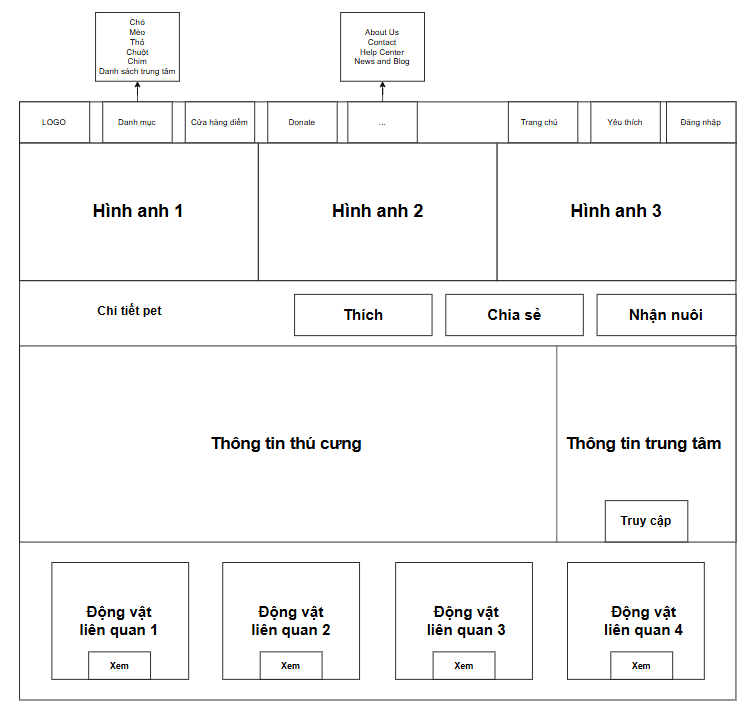 Chó
Mèo
Thỏ
Chuột
Chim
Danh sách trung tâm
About Us
Contact
Help Center
News and Blog
LOGO
Danh mục
Cửa hàng điểm
Donate
...
Trang chủ
Yêu thích
Đăng nhập
Hình anh 1
Hình anh 2
Hình anh 3
Chi tiết pet
Thích
Chia sẻ
Nhận nuôi
Thông tin thú cưng
Thông tin trung tâm
Truy cập
Động vật
liên quan 1
Xem
Động vật
liên quan 2
Xem
Động vật
liên quan 3
Xem
Động vật
liên quan 4
Xem